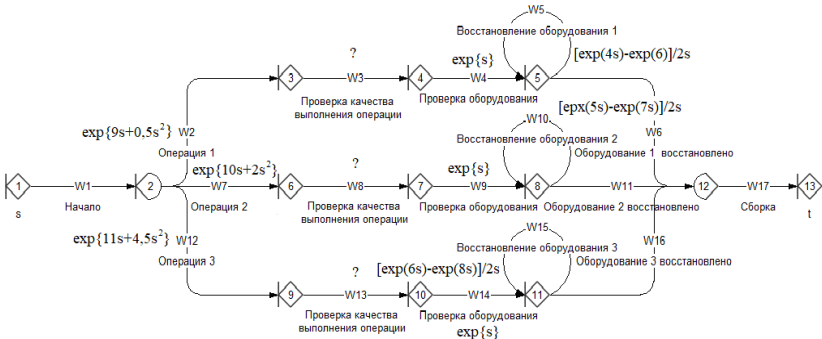 W5
Восстановление оборудования 1
?
exp{s}
[exp(4s)-exp(6)]/2s
3
W3
4
W4
5
Проверка качества
выполнения операции
Проверка оборудования
[epx(5s)-exp(7s)]/2s
exp{9s+0,5s²}
W2
W10
W6
Операция 1
?
Восстановление оборудования 2
Оборудование 1 восстановлено
exp{10s+2s²}
exp{s}
1
W1
2
W7
6
W8
7
W9
8
W11
12
W17
13
s
Начало
Операция 2
Проверка качества
выполнения операции
Проверка оборудования
Оборудование 2 восстановлено
Сборка
t
exp{11s+4,5s²}
W12
W15
W16
Операция 3
Восстановление оборудования 3
Оборудование 3 восстановлено
?
[exp(6s)-exp(8s)]/2s
9
W13
10
W14
11
Проверка качества
выполнения операции
Проверка оборудования
exp{s}